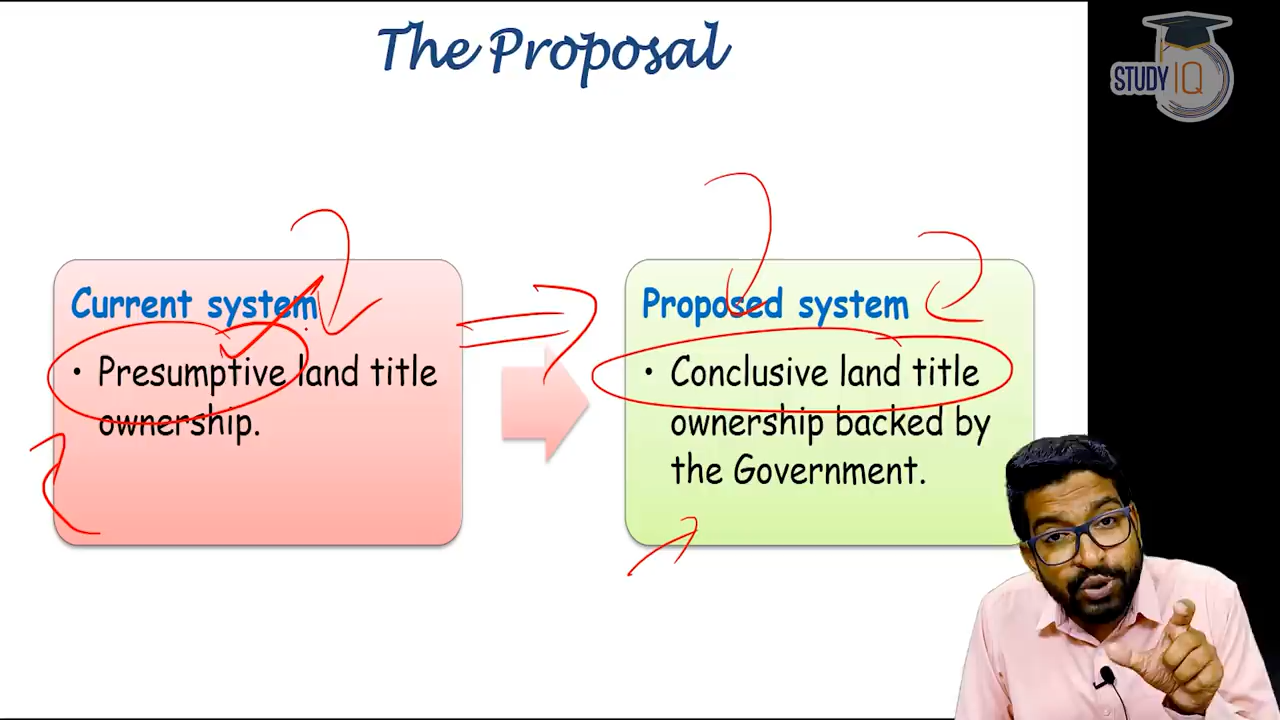 The Proposal
STUDY IQ
Current system
• Presumptive land title
ownership.
Proposed system
• Conclusive land title
ownership backed by
the Government.